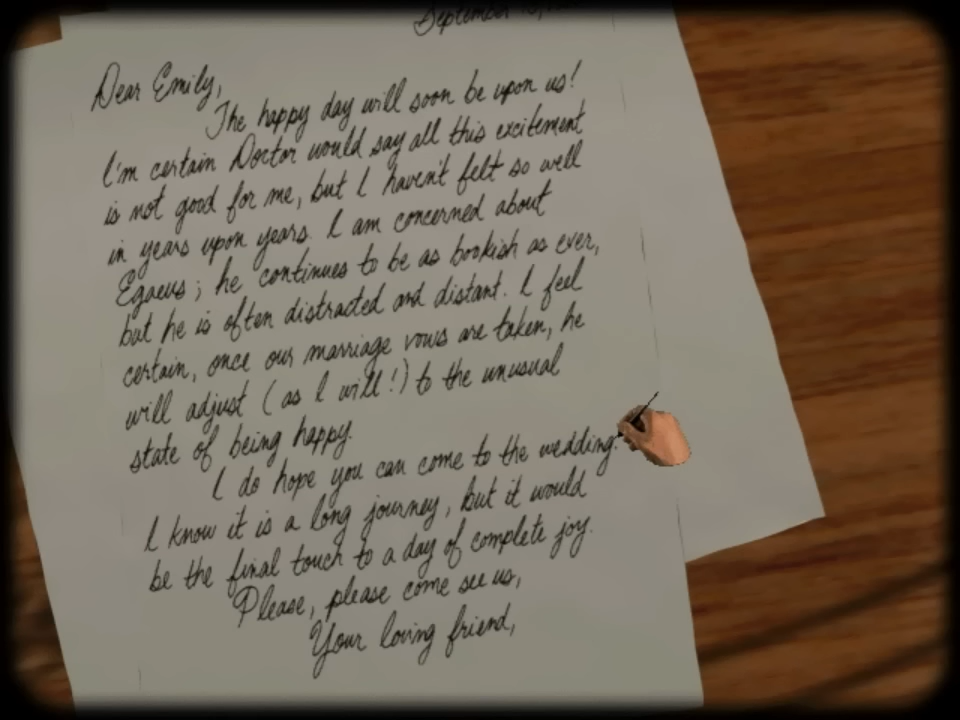 September 15,
Dear Emily,
The happy day will soon be upon us!
I'm certain Doctor would say all this excitement
is not good for me, but I haven't felt so well
in years upon years. I am concerned about
Egaeus; he continues to be as bookish as ever,
but he is often distracted and distant. I feel
certain, once our marriage vows are taken, he
will adjust (as I will!) to the unusual
state of being happy.
I do hope you can come to the wedding.
I know it is a long journey, but it would
be the final touch to a day of complete joy.
Please, please come see us,
Your loving friend,